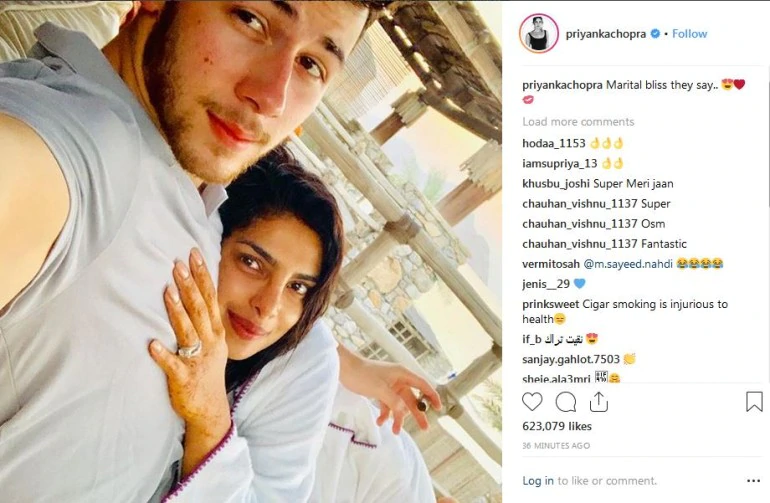 priyankachopra • Follow
priyankachopra Marital bliss they say.. 😍❤️
💋
Load more comments
hodaa_1153 👌👌👌
iamsupriya_13 👌👌
khusbu_joshi Super Meri jaan
chauhan_vishnu_1137 Super
chauhan_vishnu_1137 Osm
chauhan_vishnu_1137 Fantastic
vermitosah @m.sayeed.nahdi 😂😂😂😂
jenis__29 💙
prinksweet Cigar smoking is injurious to
health😑
if_b نقيت تراك 😍
sanjay.gahlot.7503 👏
sheie.ala3mri
623,079 likes
36 MINUTES AGO
Log in to like or comment.